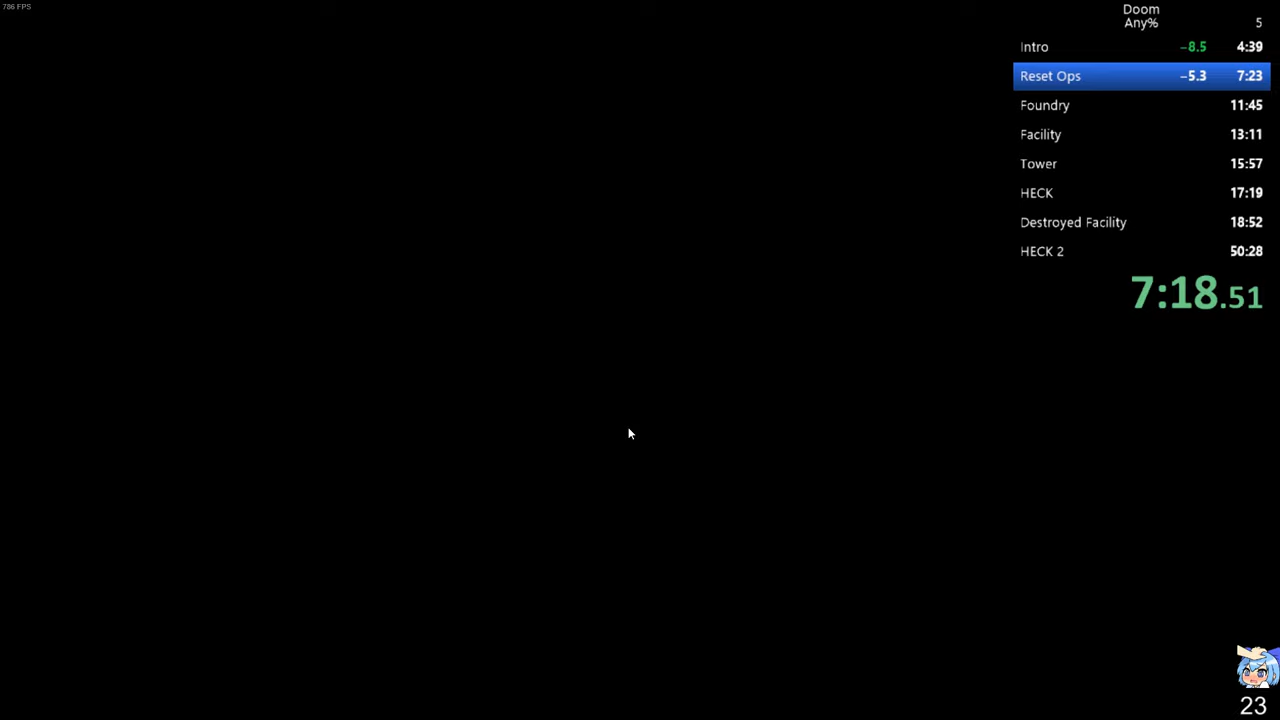 786 FPS
Doom
Any% 5
Intro −8.5 4:39
Reset Ops −5.3 7:23
Foundry 11:45
Facility 13:11
Tower 15:57
HECK 17:19
Destroyed Facility 18:52
HECK 2 50:28
7:18.51
23